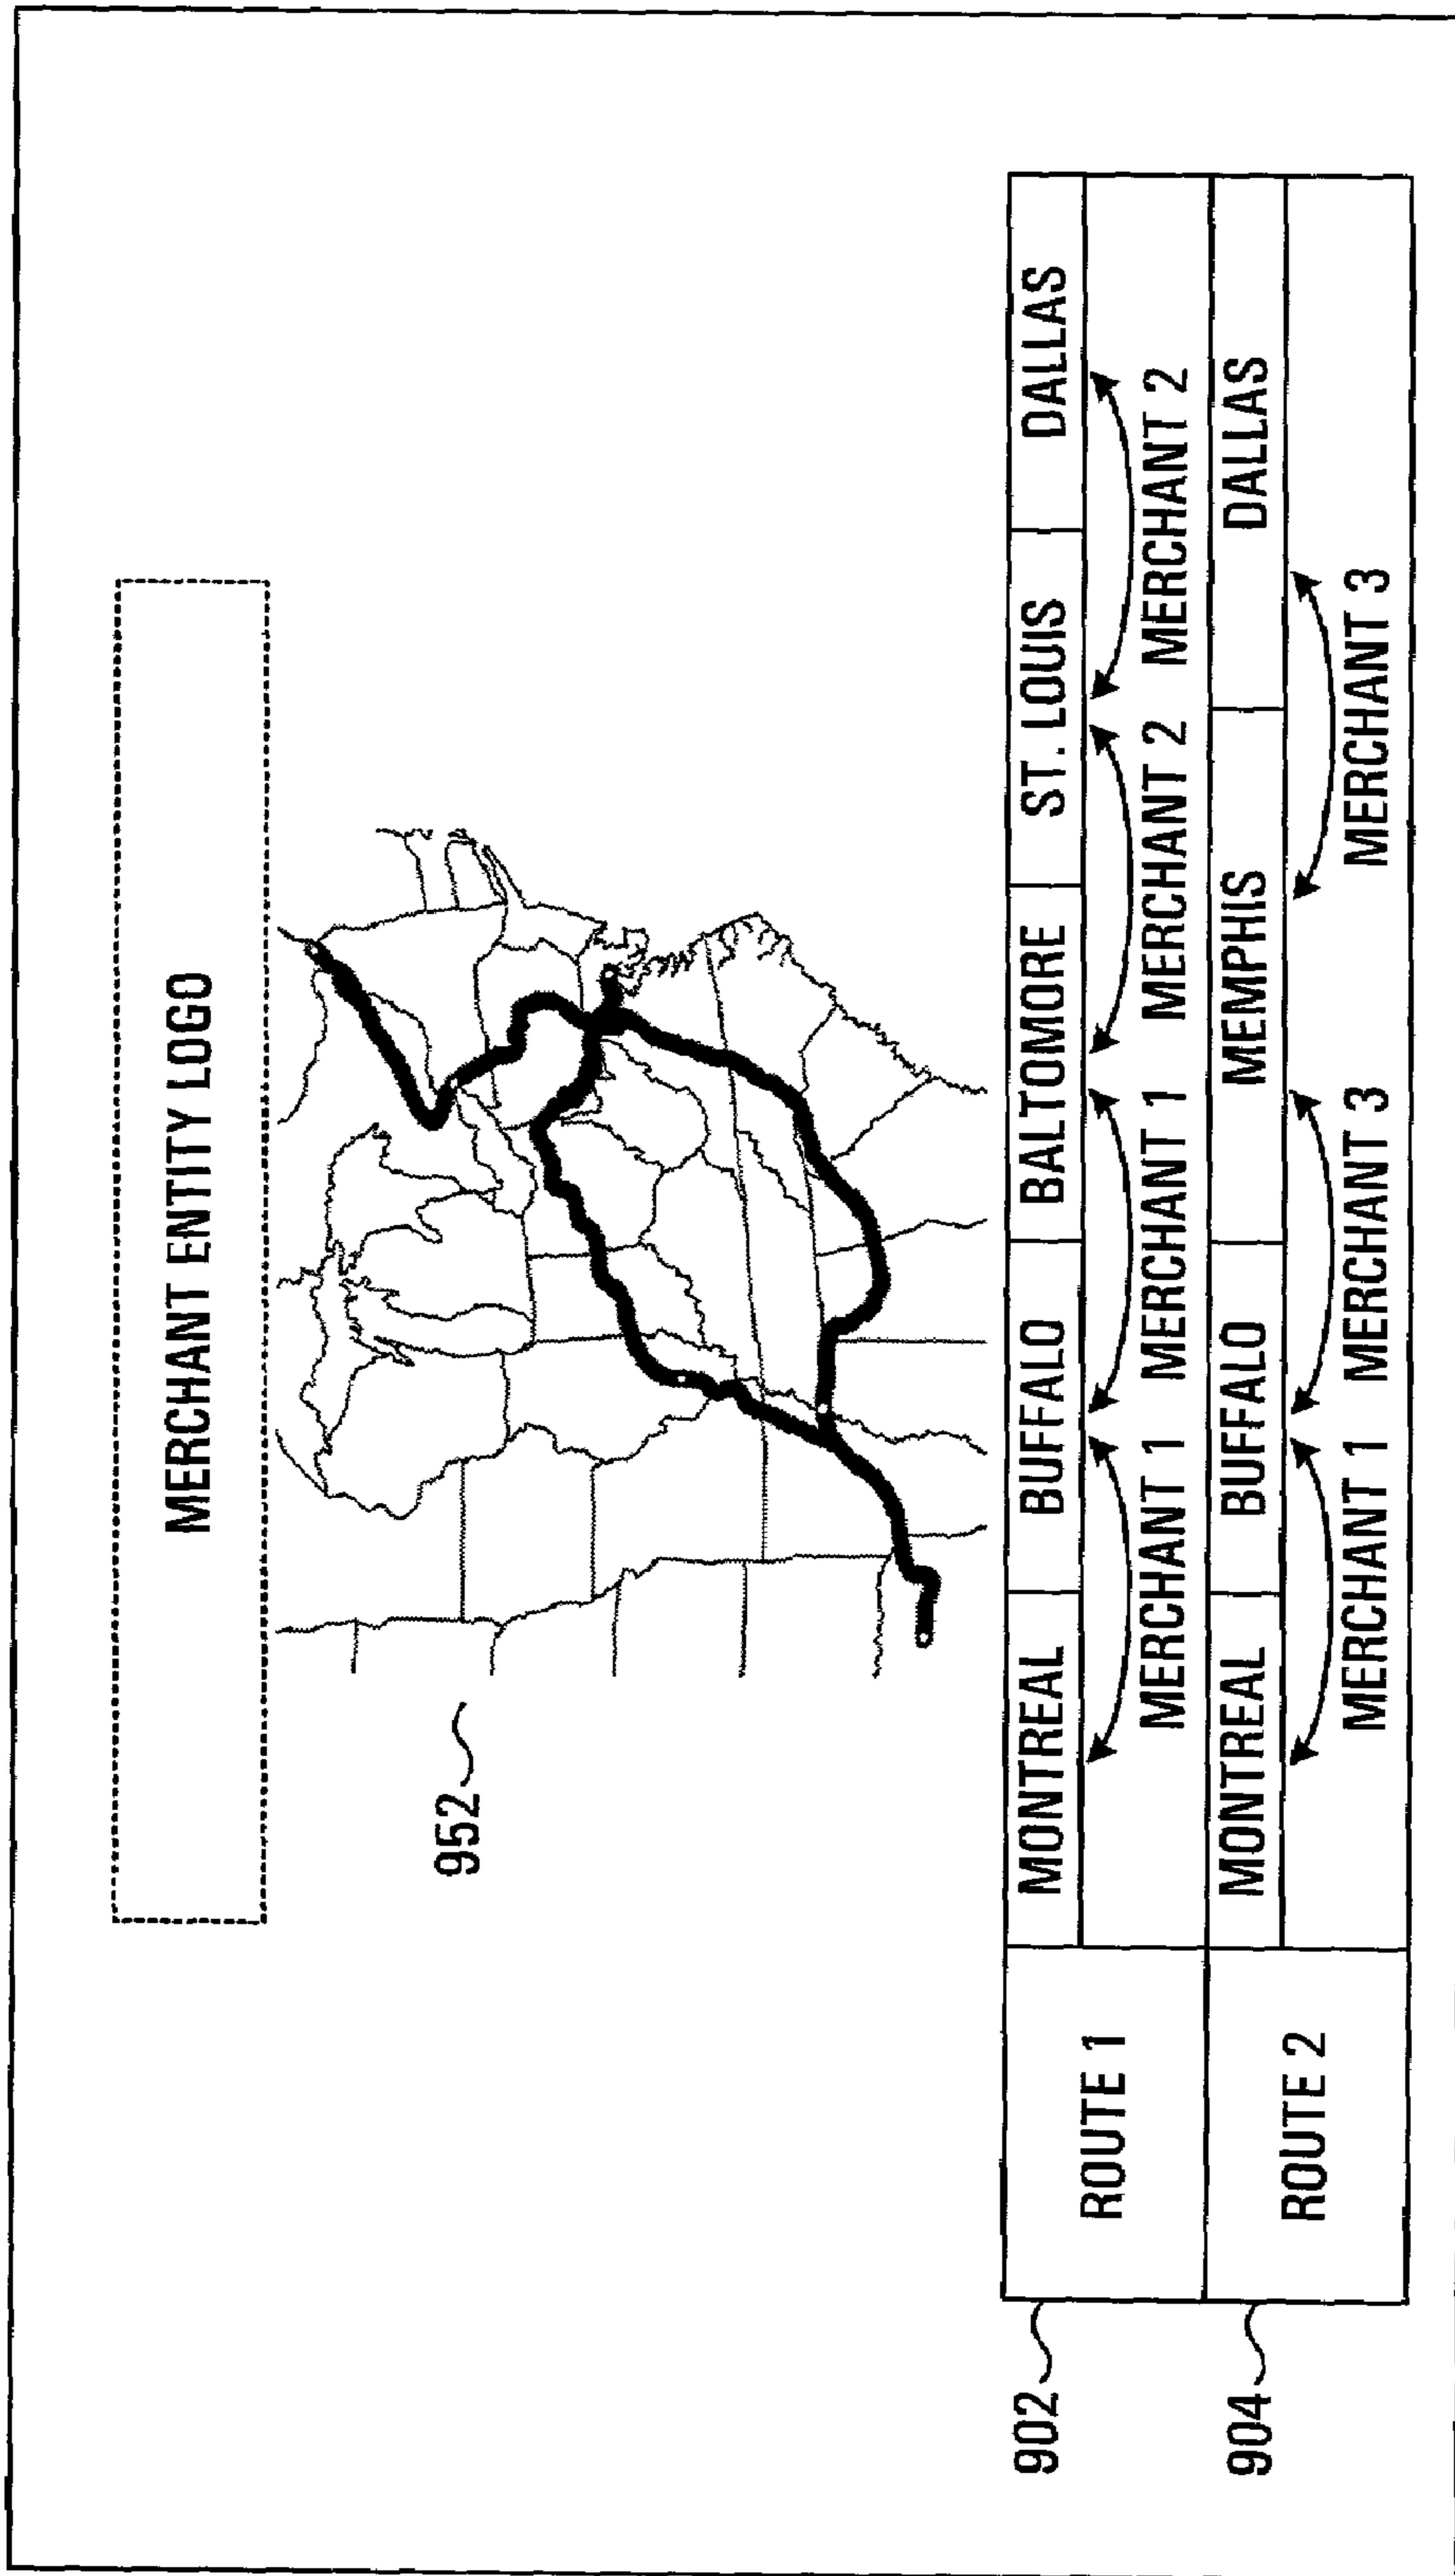 MERCHANT ENTITY LOGO
952
902
ROUTE 1
MONTREAL BUFFALO BALTOMORE ST. LOUIS DALLAS
MERCHANT 1 MERCHANT 1 MERCHANT 2 MERCHANT 2
904
ROUTE 2
MONTREAL BUFFALO MEMPHIS DALLAS
MERCHANT 1 MERCHANT 3 MERCHANT 3